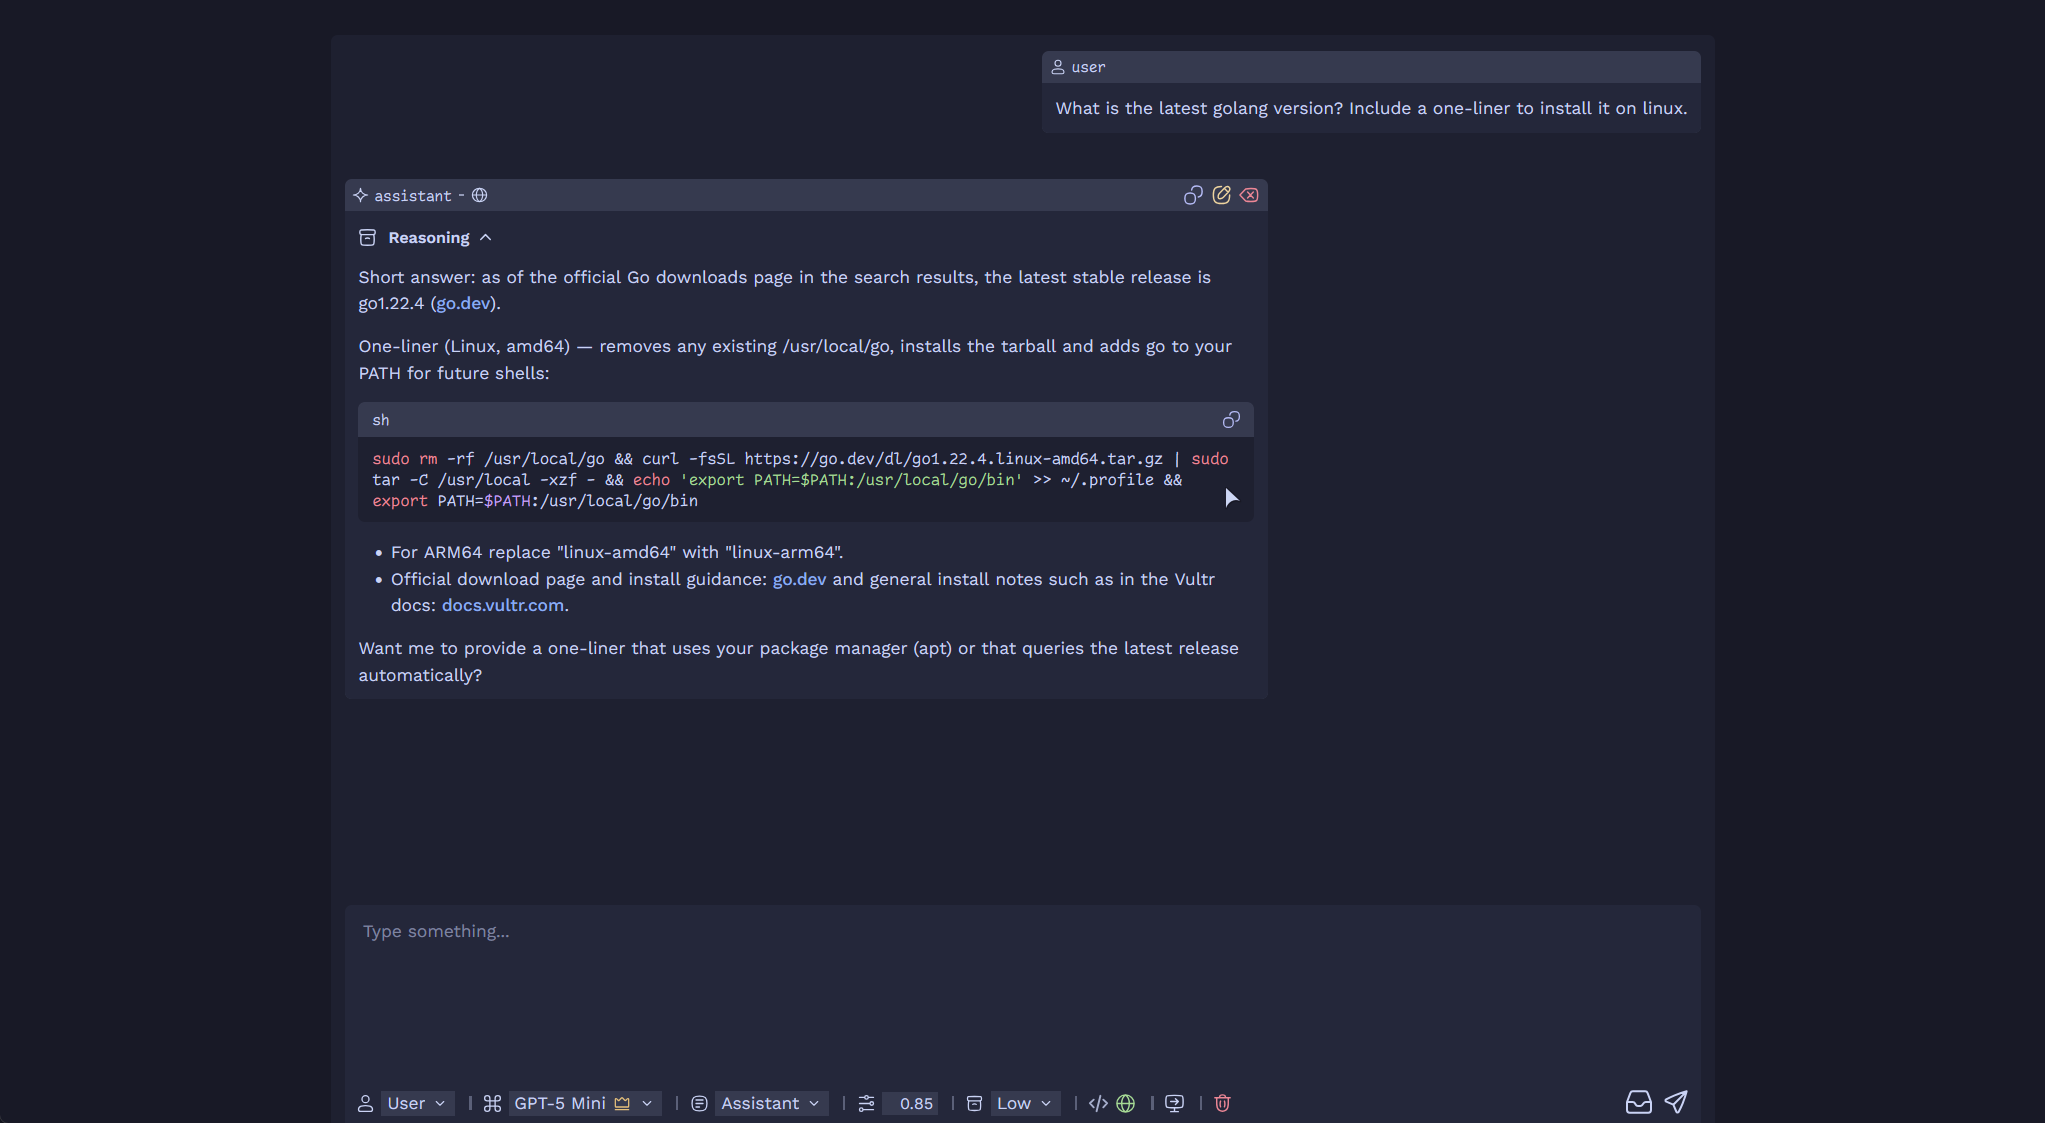 user
What is the latest golang version? Include a one-liner to install it on linux.
assistant -
Reasoning
Short answer: as of the official Go downloads page in the search results, the latest stable release is
go1.22.4 (go.dev).
One-liner (Linux, amd64) — removes any existing /usr/local/go, installs the tarball and adds go to your
PATH for future shells:
sh
sudo rm -rf /usr/local/go && curl -fsSL https://go.dev/dl/go1.22.4.linux-amd64.tar.gz | sudo
tar -C /usr/local -xzf - && echo 'export PATH=$PATH:/usr/local/go/bin' >> ~/.profile &&
export PATH=$PATH:/usr/local/go/bin
• For ARM64 replace "linux-amd64" with "linux-arm64".
• Official download page and install guidance: go.dev and general install notes such as in the Vultr
docs: docs.vultr.com.
Want me to provide a one-liner that uses your package manager (apt) or that queries the latest release
automatically?
Type something...
User | GPT-5 Mini | Assistant | 0.85 | Low | </> | |